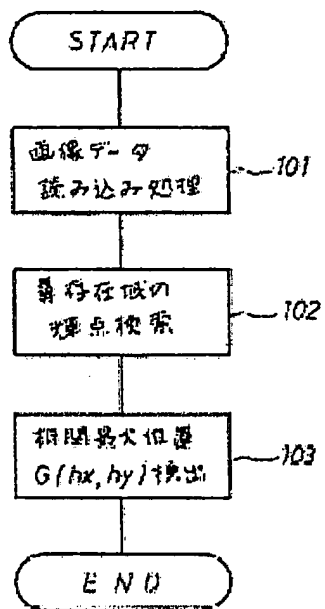 START
画像データ
読み込み処理
101
存在域の
輝点検索
102
相関最大位置
G(hx, hy)検出
103
END